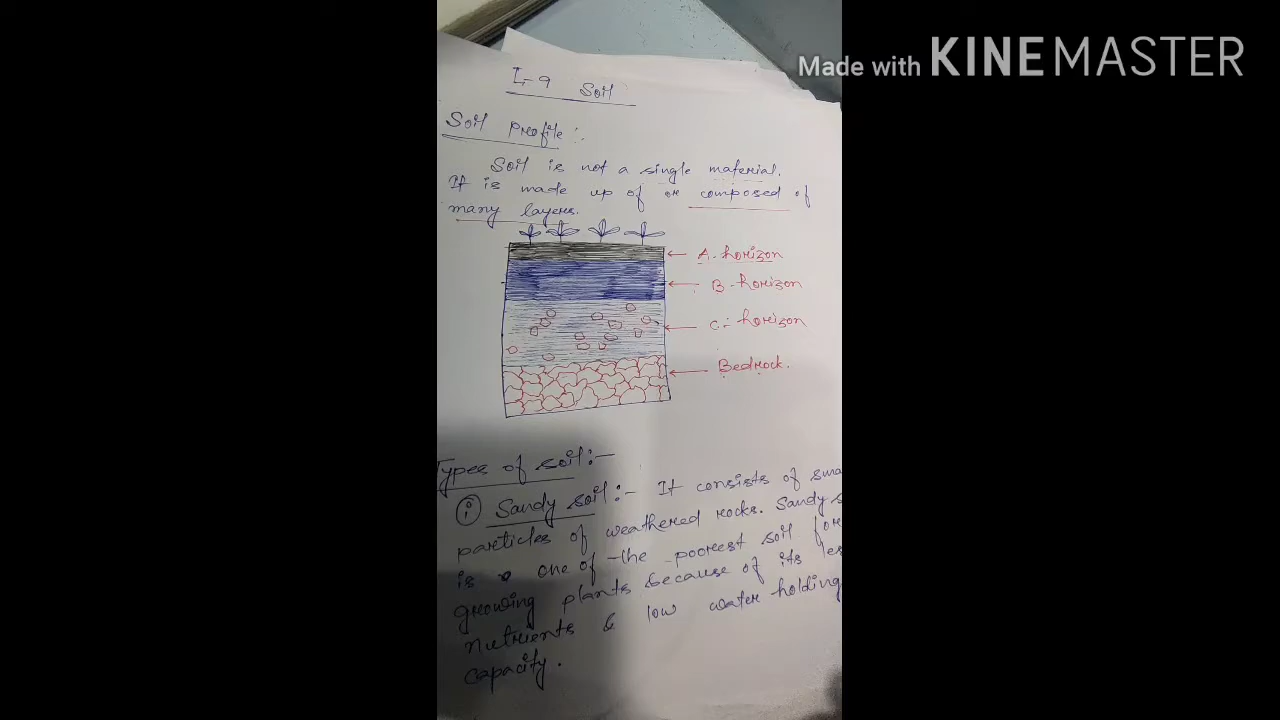 Made with KINEMASTER
L-9 Soil
Soil Profile:
Soil is not a single material.
It is made up of or composed of
many layers.
A-horizon
B-horizon
C:- horizon
Bedrock.
Types of soil:-
(i) Sandy soil:- It consists of sma
particles of weathered rocks. Sandy s
is one of the poorest soil for
growing plants because of its les
nutrients & low water holding
capacity.